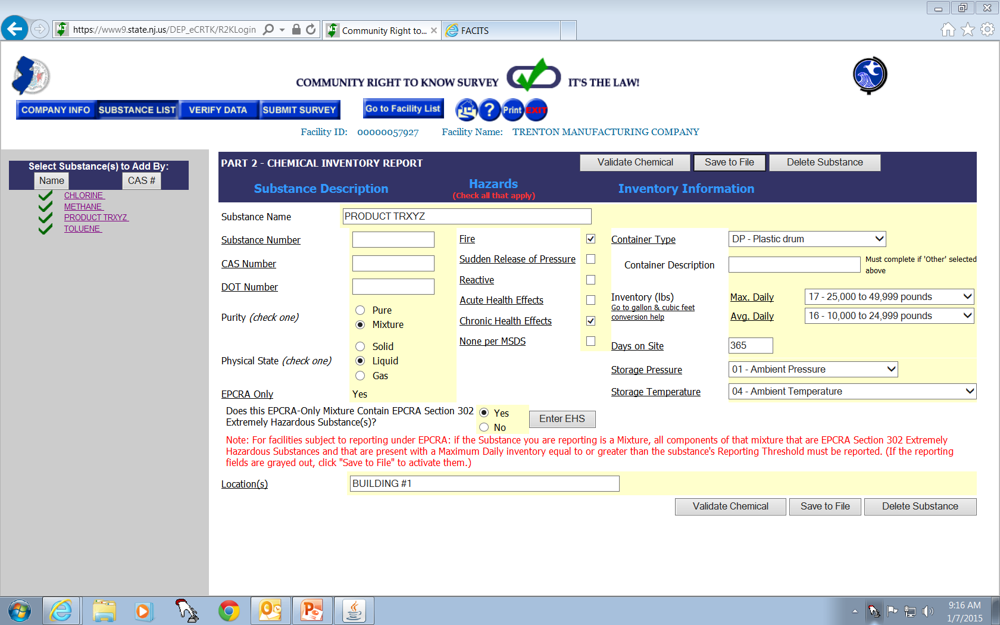 https://www9.state.nj.us/DEP_eCRTK/R2KLogin
Community Right to...
FACITS
COMMUNITY RIGHT TO KNOW SURVEY
IT'S THE LAW!
COMPANY INFO
SUBSTANCE LIST
VERIFY DATA
SUBMIT SURVEY
Go to Facility List
?
Print
EXIT
Facility ID: 00000057927 Facility Name: TRENTON MANUFACTURING COMPANY
Select Substance(s) to Add By:
Name
CAS #
CHLORINE
METHANE
PRODUCT TRXYZ
TOLUENE
PART 2 - CHEMICAL INVENTORY REPORT
Validate Chemical
Save to File
Delete Substance
Substance Description
Hazards
(Check all that apply)
Inventory Information
Substance Name
PRODUCT TRXYZ
Substance Number
CAS Number
DOT Number
Purity (check one)
Pure
Mixture
Physical State (check one)
Solid
Liquid
Gas
EPCRA Only
Yes
Fire
Sudden Release of Pressure
Reactive
Acute Health Effects
Chronic Health Effects
None per MSDS
Container Type
DP - Plastic drum
Container Description
Must complete if 'Other' selected
above
Inventory (lbs)
Go to gallon & cubic feet
conversion help
Max. Daily
17 - 25,000 to 49,999 pounds
Avg. Daily
16 - 10,000 to 24,999 pounds
Days on Site
365
Storage Pressure
01 - Ambient Pressure
Storage Temperature
04 - Ambient Temperature
Does this EPCRA-Only Mixture Contain EPCRA Section 302
Extremely Hazardous Substance(s)?
Yes
No
Enter EHS
Note: For facilities subject to reporting under EPCRA: if the Substance you are reporting is a Mixture, all components of that mixture that are EPCRA Section 302 Extremely
Hazardous Substances and that are present with a Maximum Daily inventory equal to or greater than the substance's Reporting Threshold must be reported. (If the reporting
fields are grayed out, click "Save to File" to activate them.)
Location(s)
BUILDING #1
Validate Chemical
Save to File
Delete Substance
9:16 AM
1/7/2015